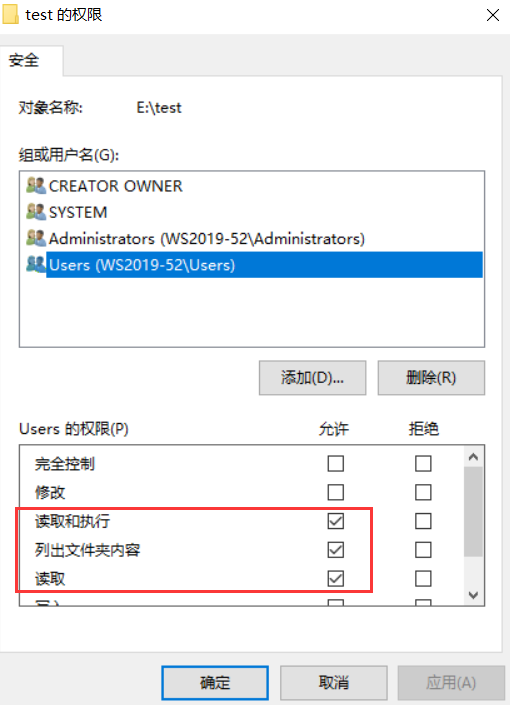 test 的权限
安全
对象名称: E:\test
组或用户名(G):
CREATOR OWNER
SYSTEM
Administrators (WS2019-52\Administrators)
Users (WS2019-52\Users)
添加(D)... 删除(R)
Users 的权限(P) 允许 拒绝
完全控制
修改
读取和执行
列出文件夹内容
读取
确定 取消 应用(A)